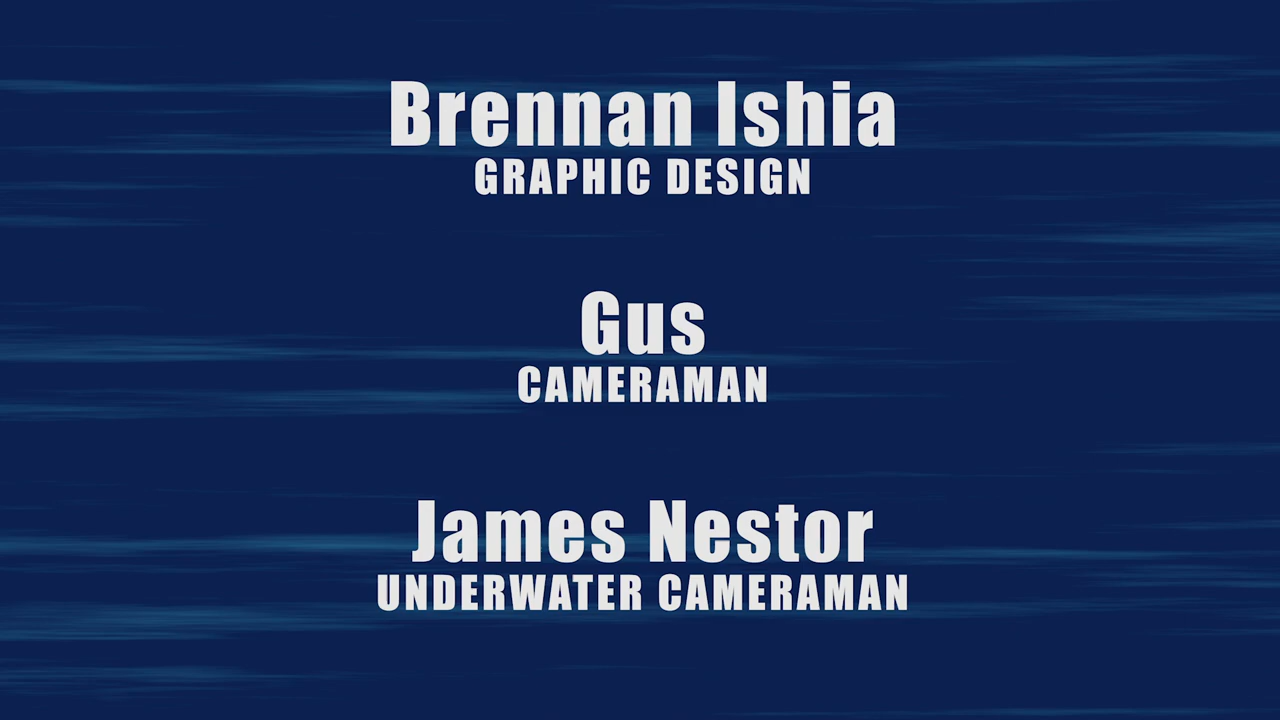 Brennan Ishia
GRAPHIC DESIGN
Gus
CAMERAMAN
James Nestor
UNDERWATER CAMERAMAN